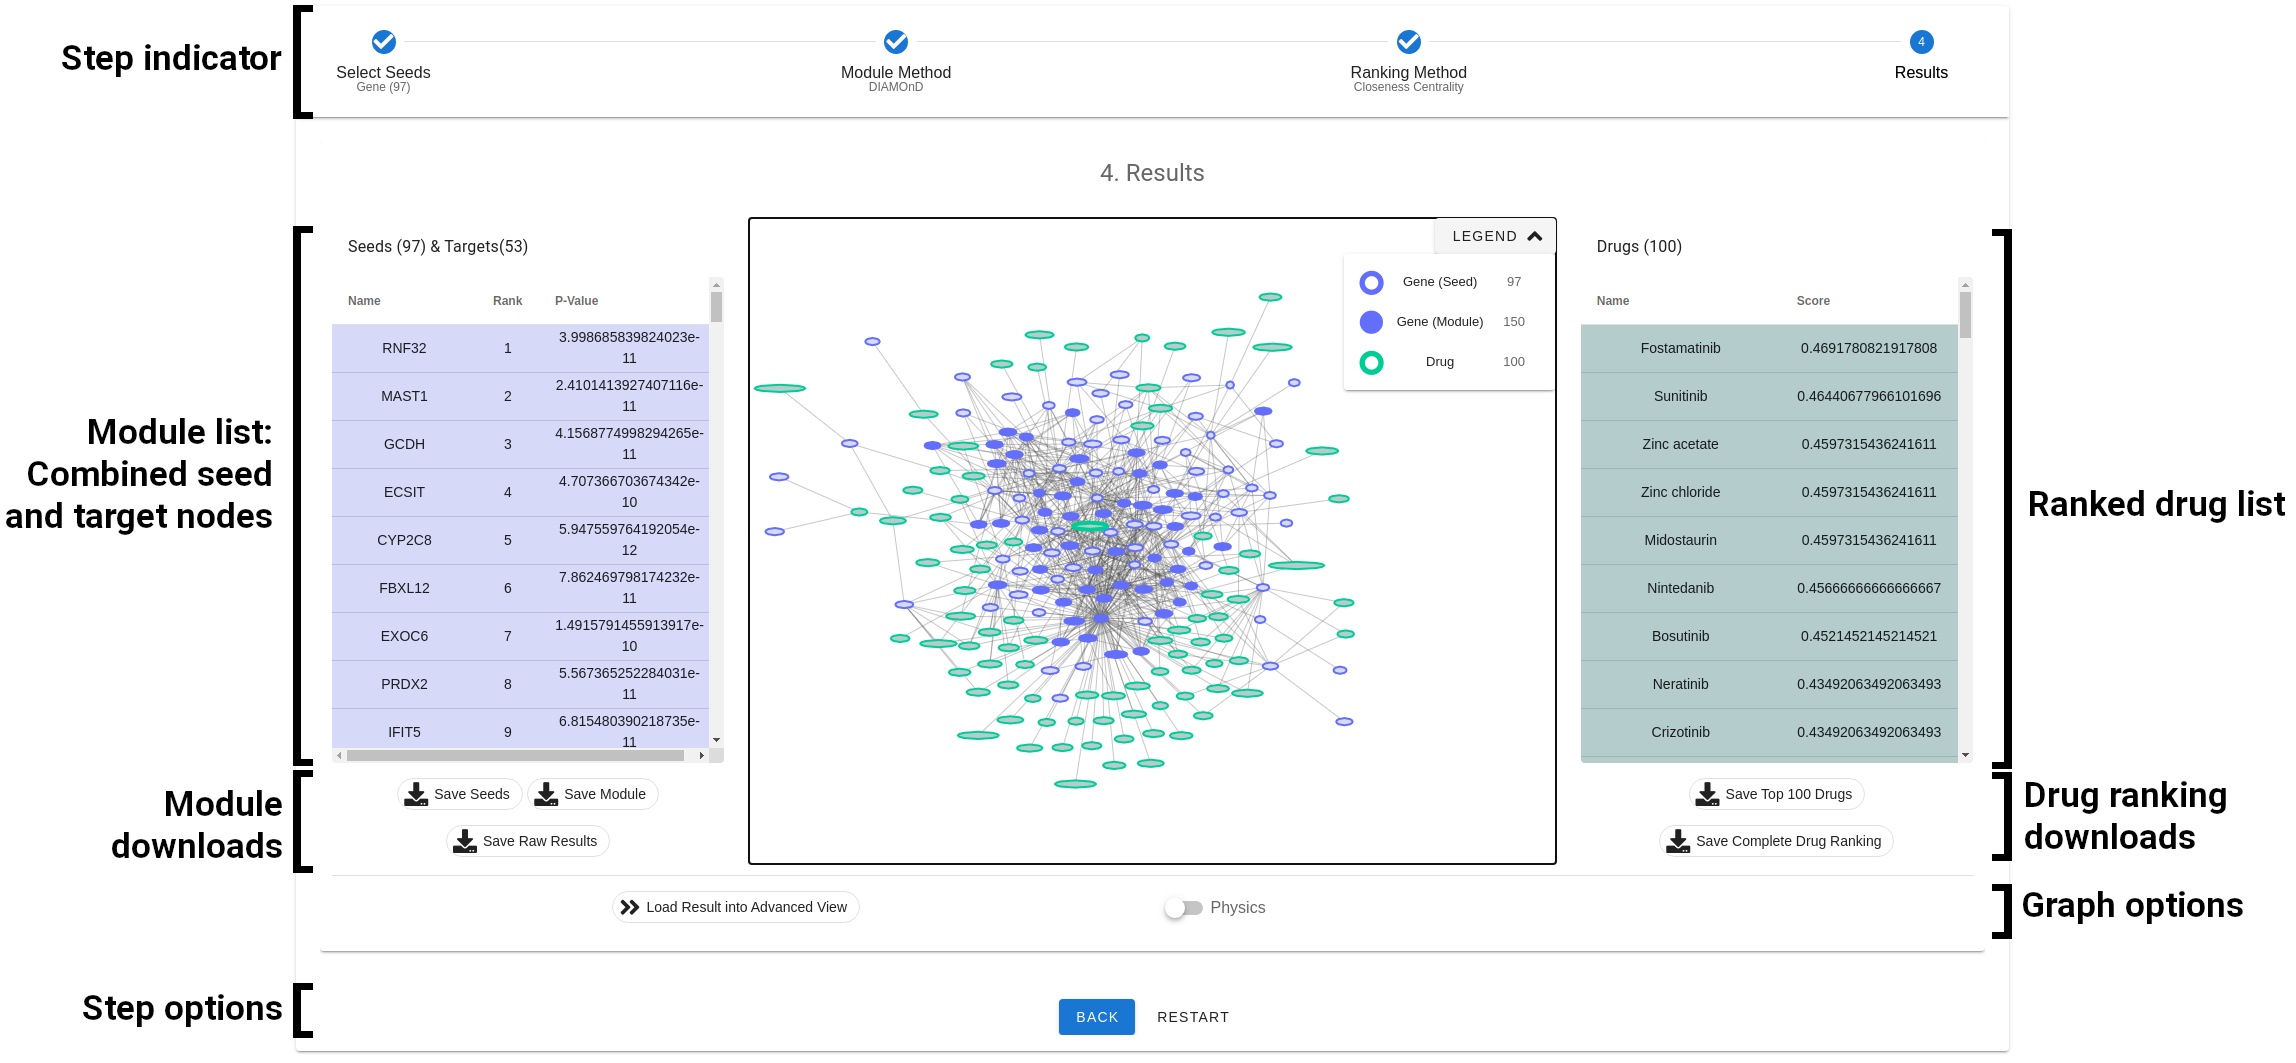 Step indicator
Select Seeds
Gene (97)
Module Method
DIAMOnD
Ranking Method
Closeness Centrality
4
Results
4. Results
Module list:
Combined seed
and target nodes
Seeds (97) & Targets(53)
Name Rank P-Value
RNF32 1 3.998685839824023e-
11
MAST1 2 2.4101413927407116e-
11
GCDH 3 4.1568774998294265e-
11
ECSIT 4 4.707366703674342e-
10
CYP2C8 5 5.947559764192054e-
12
FBXL12 6 7.862469798174232e-
11
EXOC6 7 1.4915791455913917e-
10
PRDX2 8 5.567365252284031e-
11
IFIT5 9 6.815480390218735e-
11
LEGEND
Gene (Seed) 97
Gene (Module) 150
Drug 100
Drugs (100)
Name Score
Fostamatinib 0.4691780821917808
Sunitinib 0.46440677966101696
Zinc acetate 0.4597315436241611
Zinc chloride 0.4597315436241611
Midostaurin 0.4597315436241611
Nintedanib 0.45666666666666667
Bosutinib 0.4521452145214521
Neratinib 0.43492063492063493
Crizotinib 0.43492063492063493
Ranked drug list
Module
downloads
Save Seeds
Save Module
Save Raw Results
Save Top 100 Drugs
Save Complete Drug Ranking
Drug ranking
downloads
Load Result into Advanced View
Physics
Graph options
Step options
BACK
RESTART